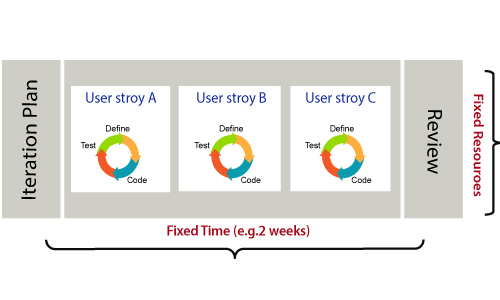 Iteration Plan
User stroy A
Define
Test
Code
User stroy B
Define
Test
Code
User stroy C
Define
Test
Code
Review
Fixed Resouroes
Fixed Time (e.g.2 weeks)